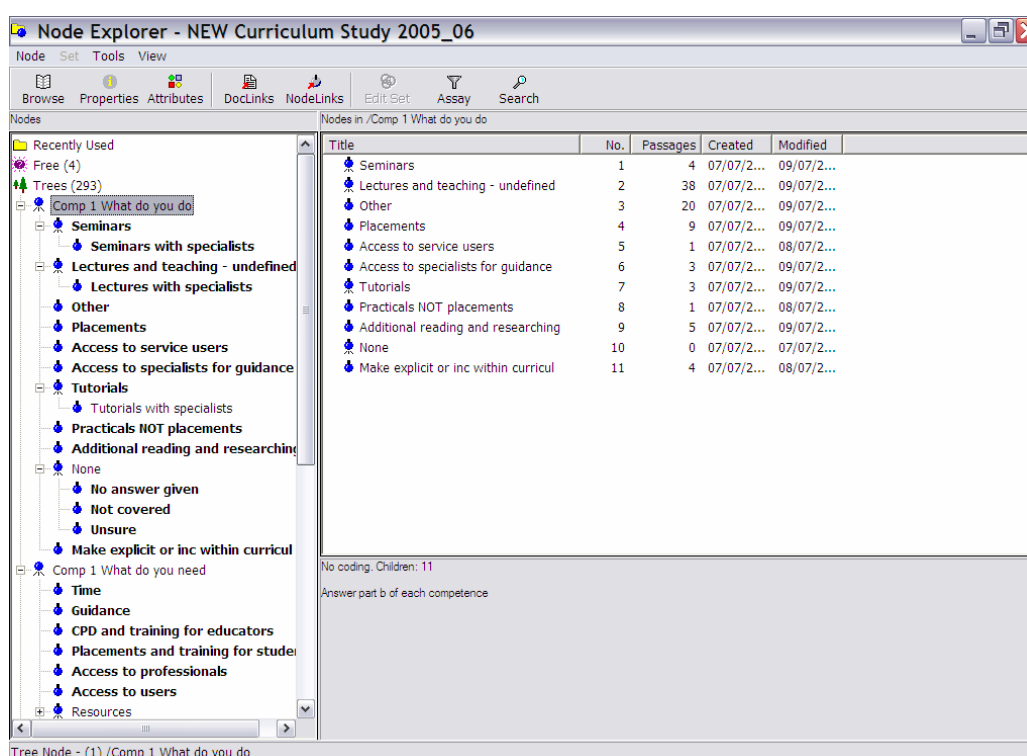 Node Explorer - NEW Curriculum Study 2005_06
Node Set Tools View
Browse Properties Attributes DocLinks NodeLinks Edit Set Assay Search
Nodes
Recently Used
Free (4)
Trees (293)
Comp 1 What do you do
Seminars
Seminars with specialists
Lectures and teaching - undefined
Lectures with specialists
Other
Placements
Access to service users
Access to specialists for guidance
Tutorials
Tutorials with specialists
Practicals NOT placements
Additional reading and researching
None
No answer given
Not covered
Unsure
Make explicit or inc within curricul
Comp 1 What do you need
Time
Guidance
CPD and training for educators
Placements and training for studen
Access to professionals
Access to users
Resources
Nodes in /Comp 1 What do you do
Title No. Passages Created Modified
Seminars 1 4 07/07/2... 09/07/2...
Lectures and teaching - undefined 2 38 07/07/2... 09/07/2...
Other 3 20 07/07/2... 09/07/2...
Placements 4 9 07/07/2... 09/07/2...
Access to service users 5 1 07/07/2... 08/07/2...
Access to specialists for guidance 6 3 07/07/2... 09/07/2...
Tutorials 7 3 07/07/2... 09/07/2...
Practicals NOT placements 8 1 07/07/2... 08/07/2...
Additional reading and researching 9 5 07/07/2... 09/07/2...
None 10 0 07/07/2... 07/07/2...
Make explicit or inc within curricul 11 4 07/07/2... 08/07/2...
No coding. Children: 11
Answer part b of each competence
Tree Node - (1) /Comp 1 What do you do